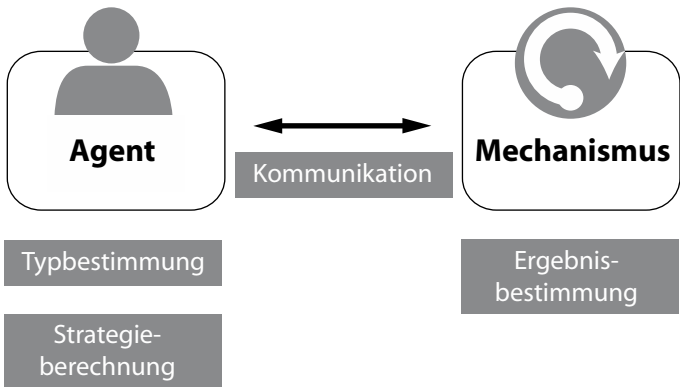 Agent
Mechanismus
Kommunikation
Typbestimmung
Ergebnis-
bestimmung
Strategie-
berechnung